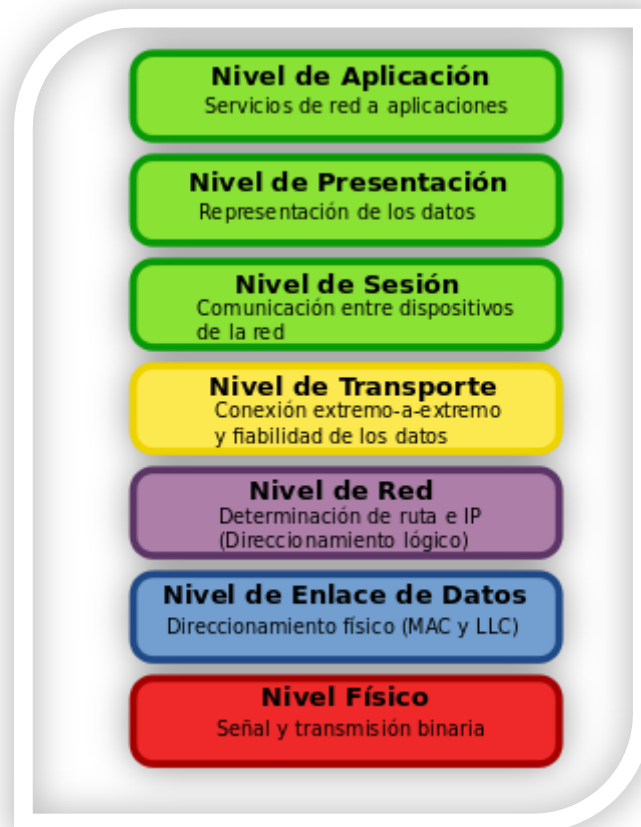 Nivel de Aplicación
Servicios de red a aplicaciones
Nivel de Presentación
Representación de los datos
Nivel de Sesión
Comunicación entre dispositivos
de la red
Nivel de Transporte
Conexión extremo-a-extremo
y fiabilidad de los datos
Nivel de Red
Determinación de ruta e IP
(Direccionamiento lógico)
Nivel de Enlace de Datos
Direccionamiento físico (MAC y LLC)
Nivel Físico
Señal y transmisión binaria